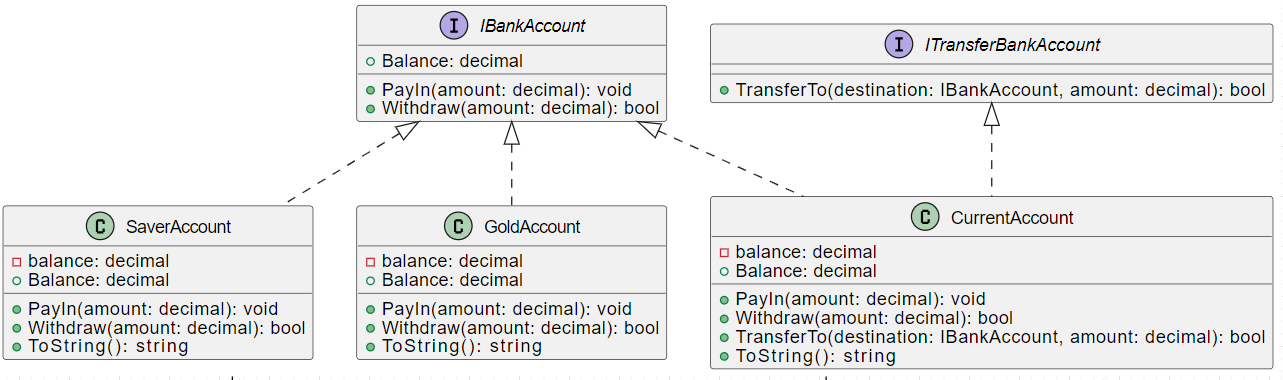 I IBankAccount
Balance: decimal
PayIn(amount: decimal): void
Withdraw(amount: decimal): bool
I ITransferBankAccount
TransferTo(destination: IBankAccount, amount: decimal): bool
C SaverAccount
balance: decimal
Balance: decimal
PayIn(amount: decimal): void
Withdraw(amount: decimal): bool
ToString(): string
C GoldAccount
balance: decimal
Balance: decimal
PayIn(amount: decimal): void
Withdraw(amount: decimal): bool
ToString(): string
C CurrentAccount
balance: decimal
Balance: decimal
PayIn(amount: decimal): void
Withdraw(amount: decimal): bool
TransferTo(destination: IBankAccount, amount: decimal): bool
ToString(): string